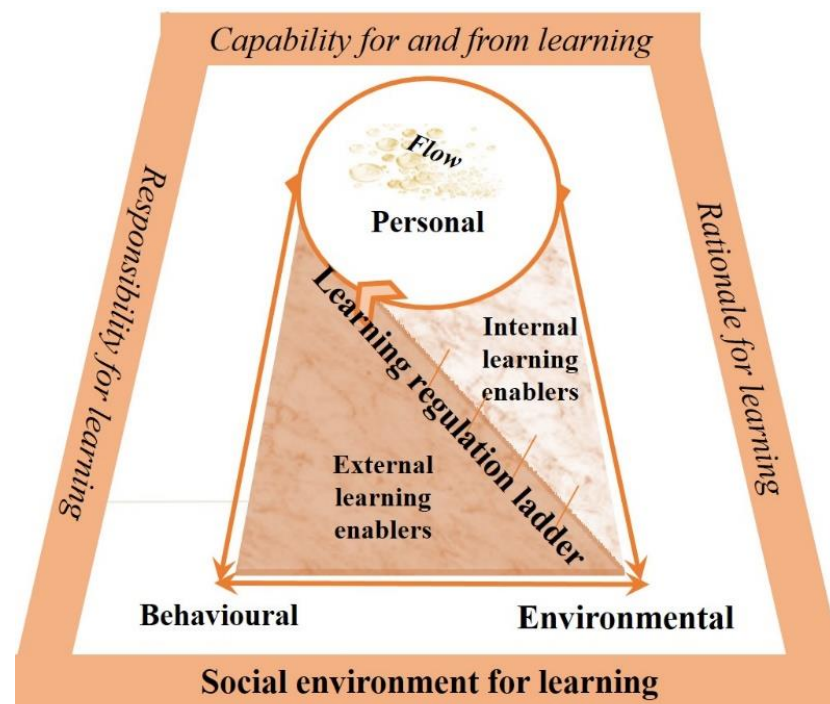 Capability for and from learning
Responsibility for learning
Rationale for learning
Flow
Personal
Learning regulation ladder
Internal
learning
enablers
External
learning
enablers
Behavioural
Environmental
Social environment for learning